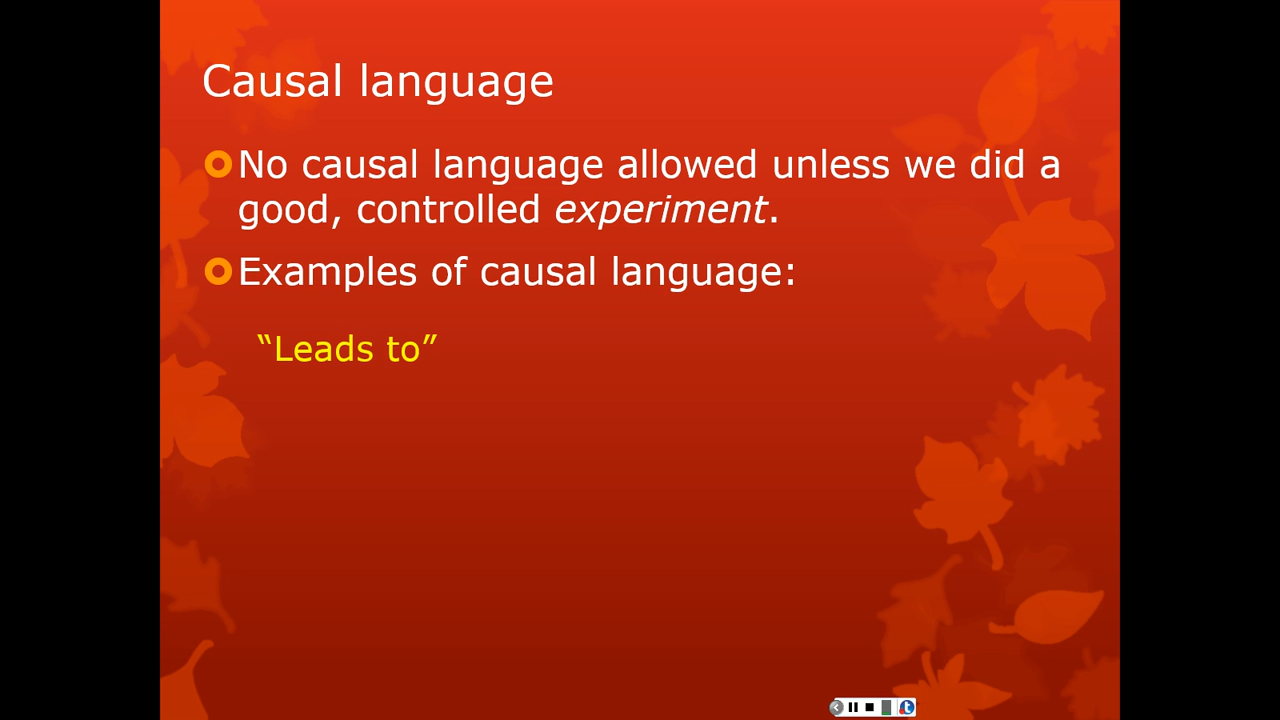 Causal language
No causal language allowed unless we did a
good, controlled experiment.
Examples of causal language:
“Leads to”